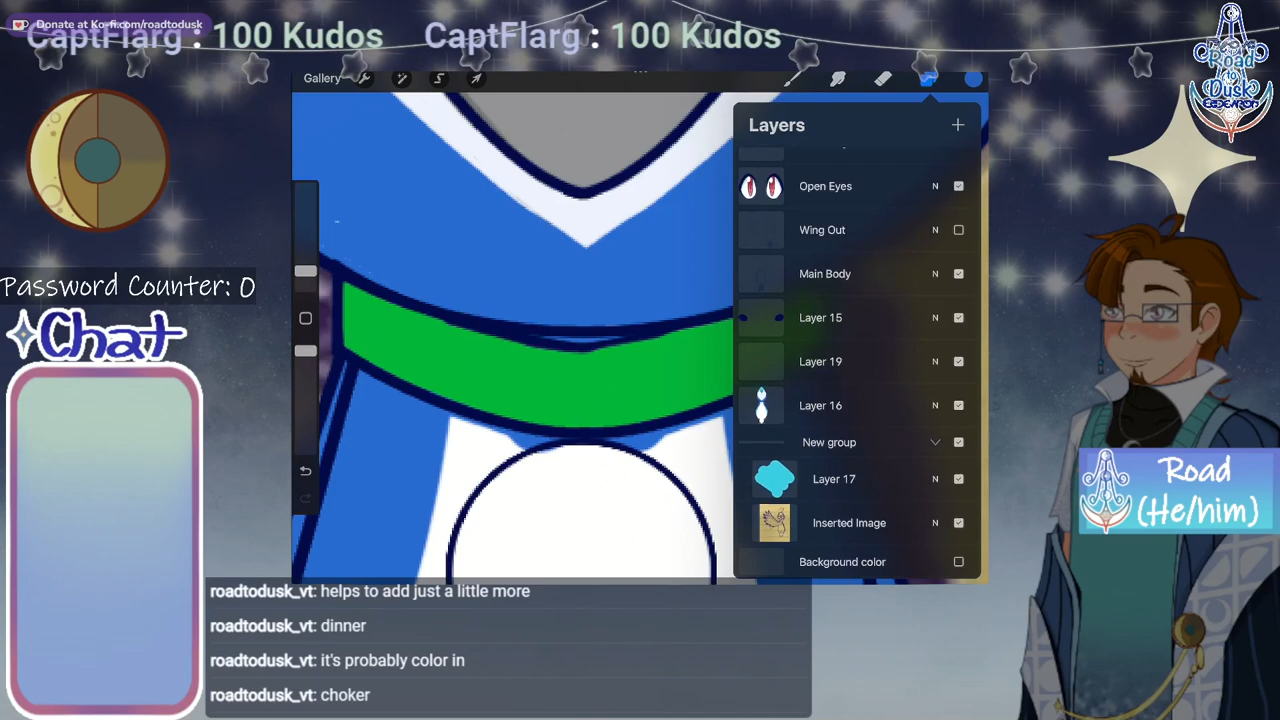 Donate at Ko-fi.com/roadtodusk
CaptFlarg : 100 Kudos CaptFlarg : 100 Kudos
Road
to
Dusk
Gallery
Layers
Open Eyes N
Wing Out N
Main Body N
Layer 15 N
Layer 19 N
Layer 16 N
New group
Layer 17 N
Inserted Image N
Background color
Password Counter: 0
Chat
Road
(He/him)
roadtodusk_vt: helps to add just a little more
roadtodusk_vt: dinner
roadtodusk_vt: it's probably color in
roadtodusk_vt: choker